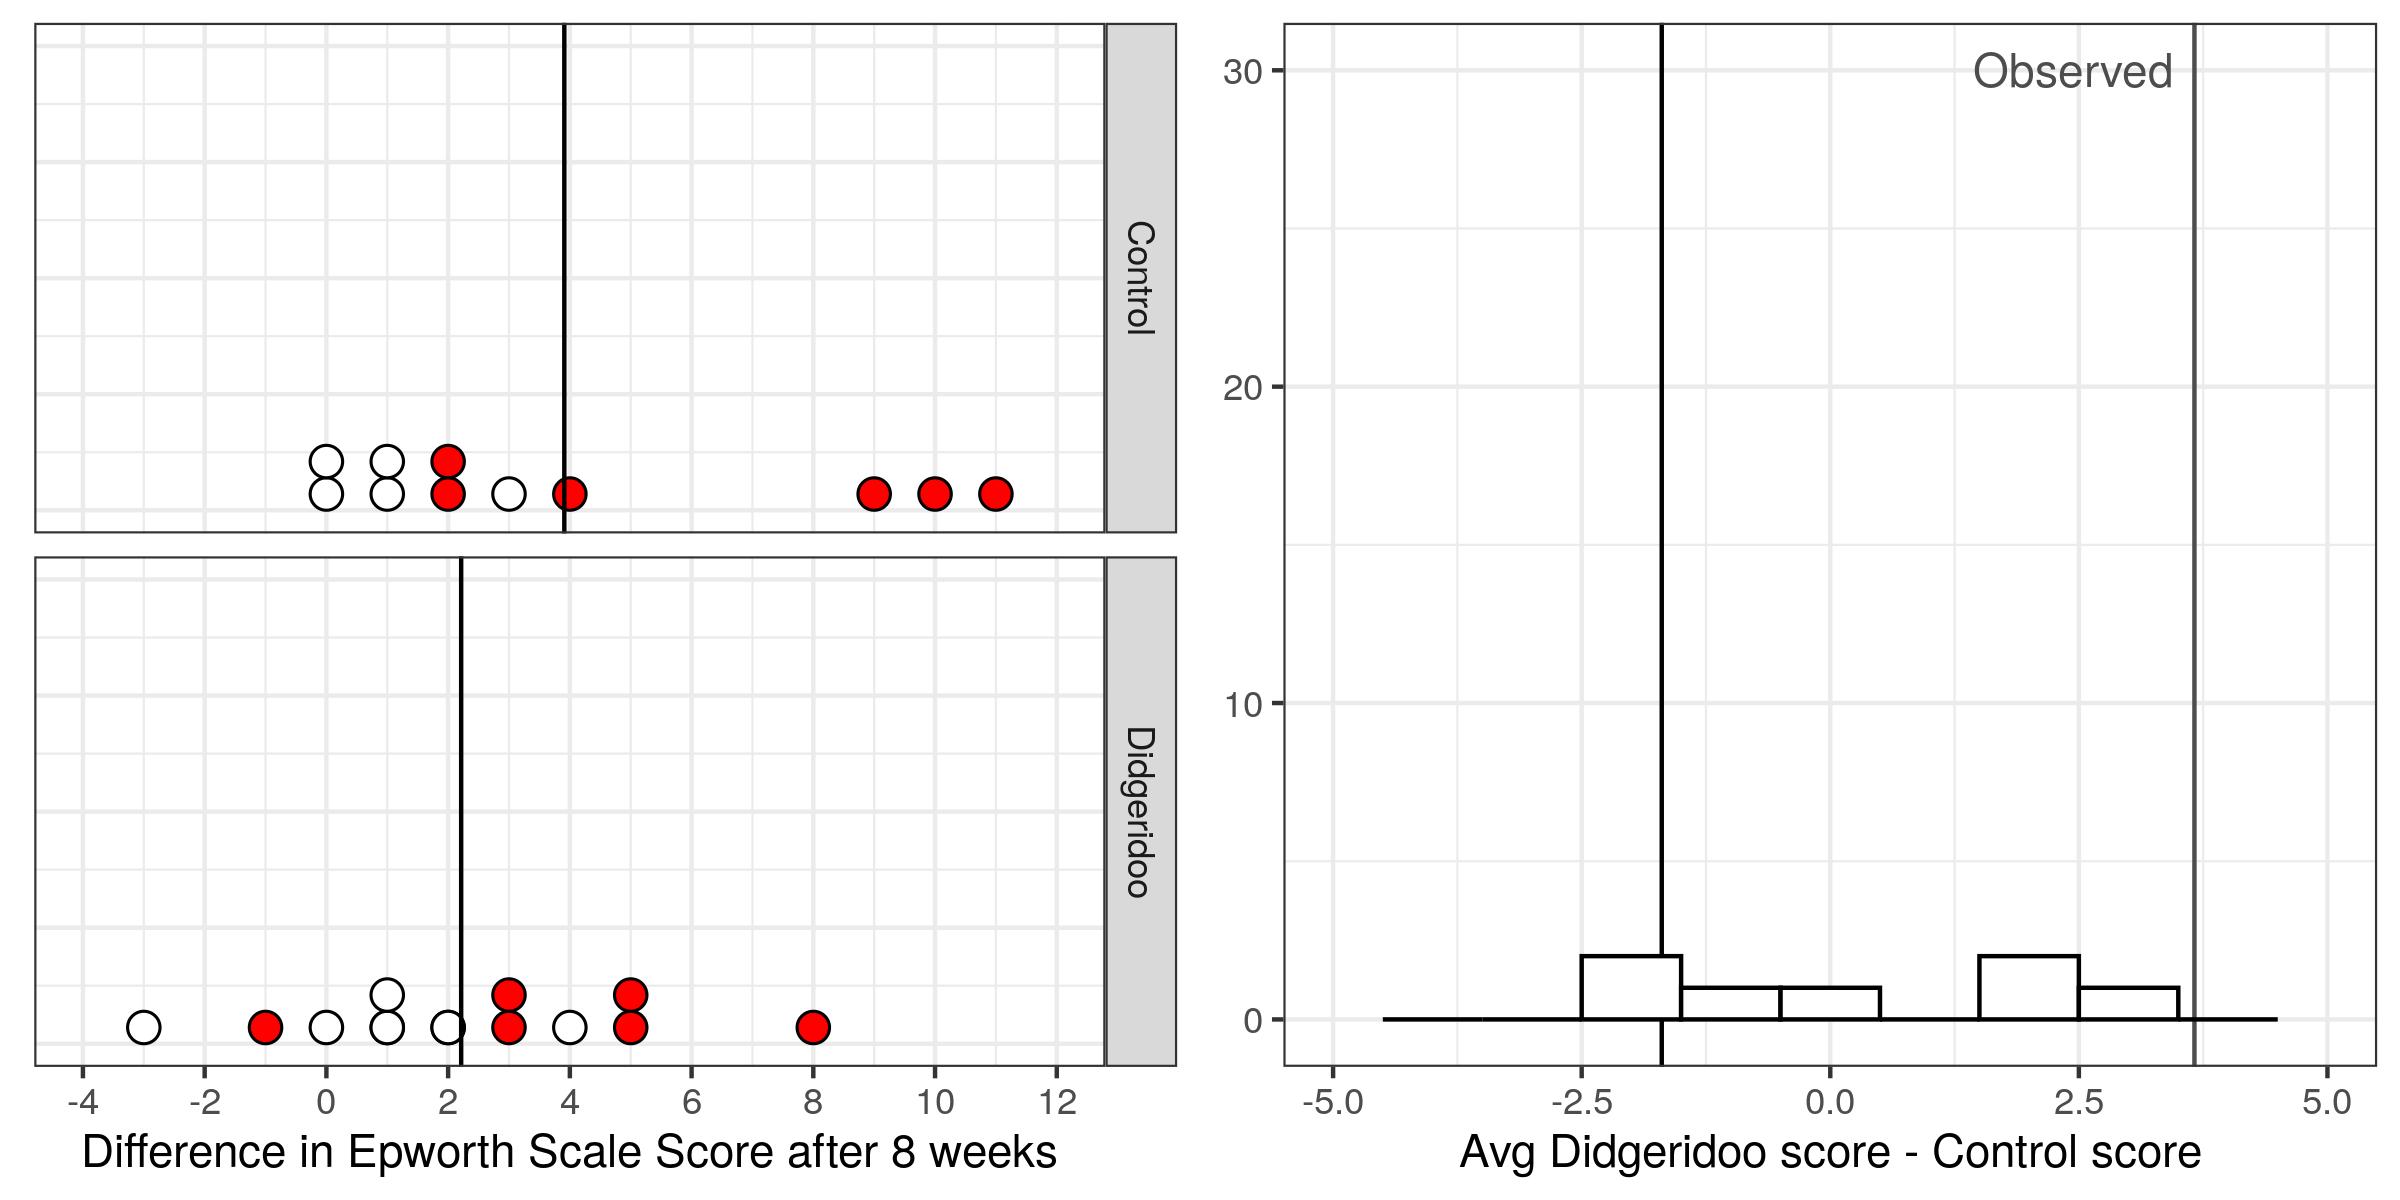 Control
Didgeridoo
-4 -2 0 2 4 6 8 10 12
Difference in Epworth Scale Score after 8 weeks
Observed
30
20
10
0
-5.0 -2.5 0.0 2.5 5.0
Avg Didgeridoo score - Control score